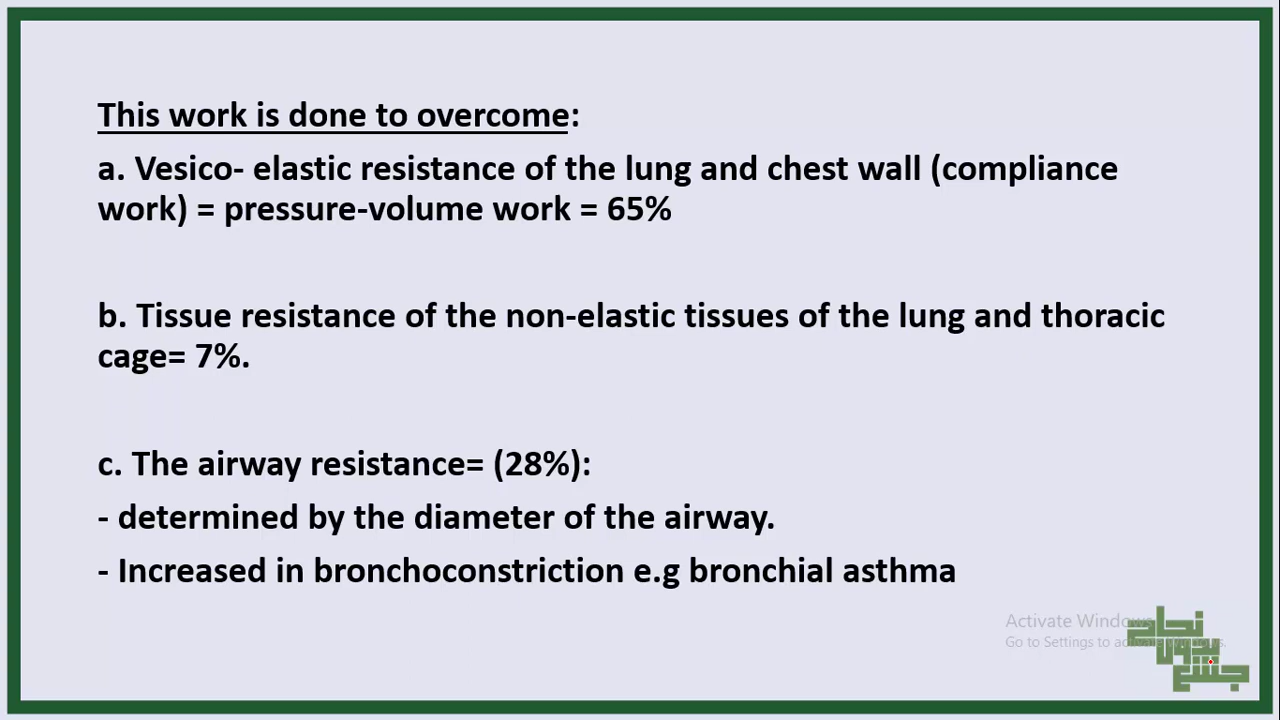 This work is done to overcome:
a. Vesico- elastic resistance of the lung and chest wall (compliance
work) = pressure-volume work = 65%
b. Tissue resistance of the non-elastic tissues of the lung and thoracic
cage= 7%.
c. The airway resistance= (28%):
- determined by the diameter of the airway.
- Increased in bronchoconstriction e.g bronchial asthma
Activate Windows
Go to Settings to activate Windows.
نجاح
بدون
جشع